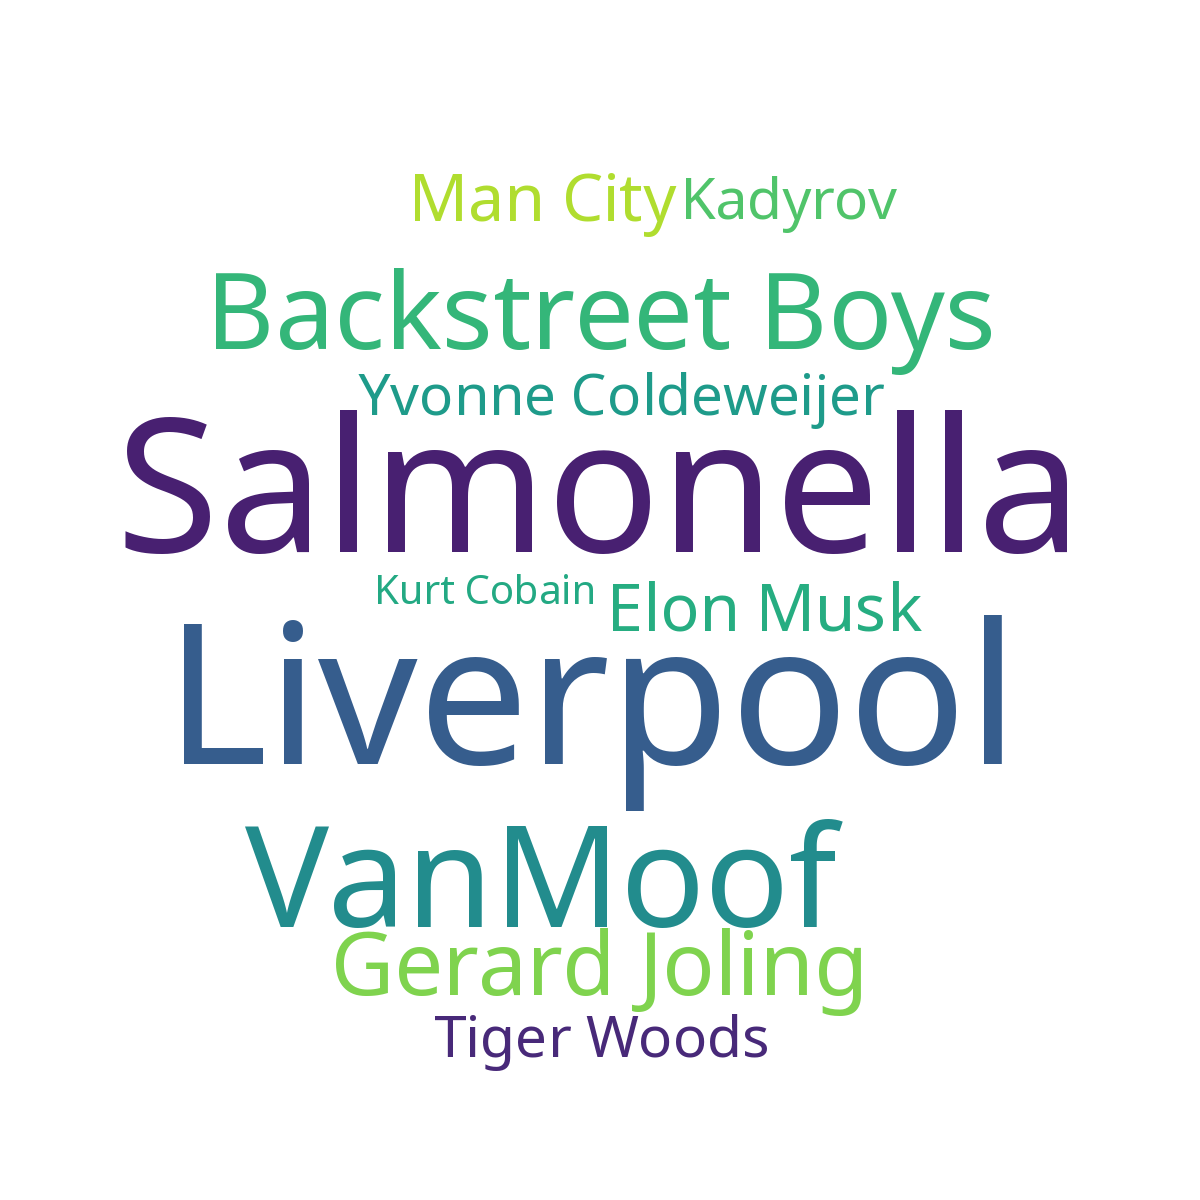 Man City Kadyrov
Backstreet Boys
Yvonne Coldeweijer
Salmonella
Kurt Cobain Elon Musk
Liverpool
VanMoof
Gerard Joling
Tiger Woods